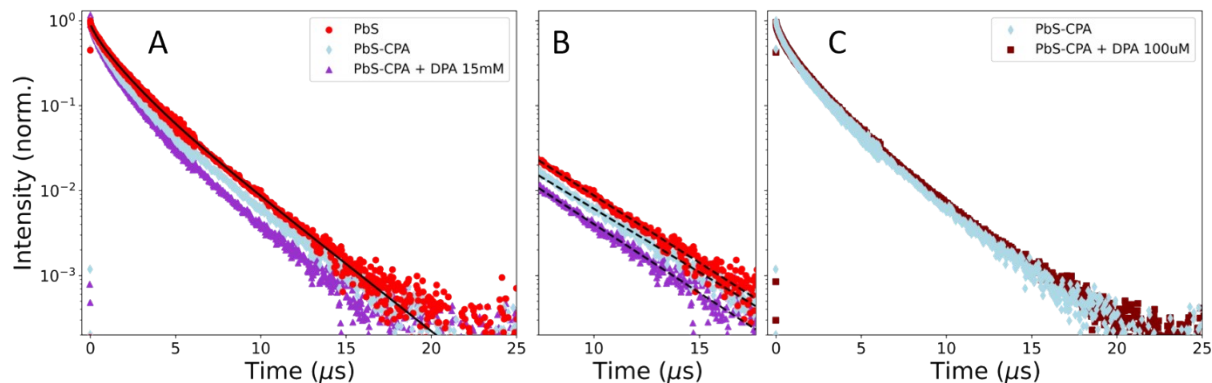 A
PbS
PbS-CPA
PbS-CPA + DPA 15mM
B
C
PbS-CPA
PbS-CPA + DPA 100uM
Intensity (norm.)
10⁰
10⁻¹
10⁻²
10⁻³
0 5 10 15 20 25
10 15
0 5 10 15 20 25
Time (μs)
Time (μs)
Time (μs)